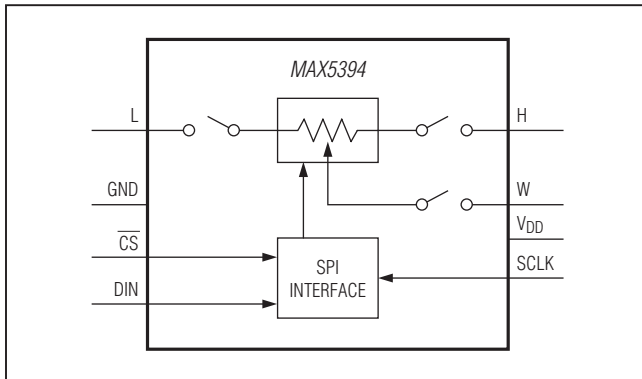 MAX5394
L
H
GND
W
VDD
CS
SCLK
DIN
SPI
INTERFACE